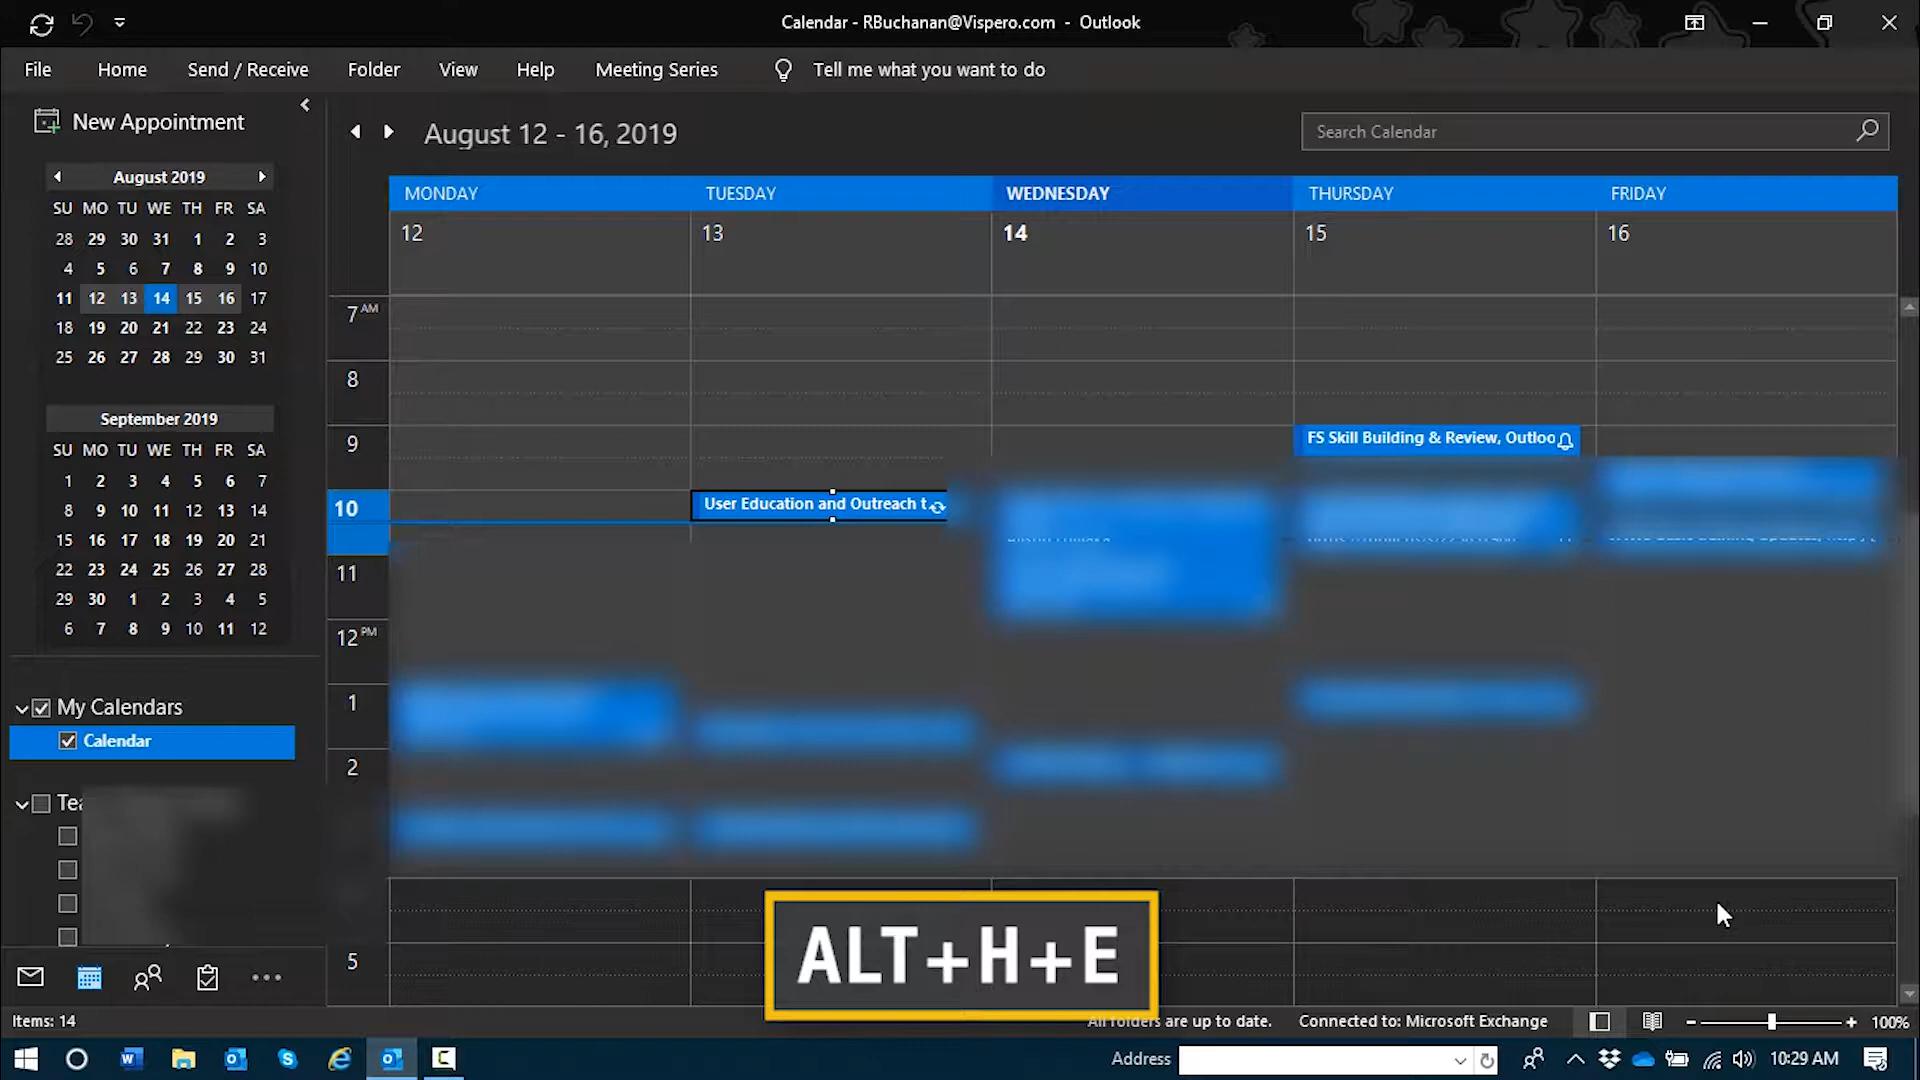 Calendar - RBuchanan@Vispero.com - Outlook
File Home Send / Receive Folder View Help Meeting Series Tell me what you want to do
New Appointment
August 2019
SU MO TU WE TH FR SA
28 29 30 31 1 2 3
4 5 6 7 8 9 10
11 12 13 14 15 16 17
18 19 20 21 22 23 24
25 26 27 28 29 30 31
September 2019
SU MO TU WE TH FR SA
1 2 3 4 5 6 7
8 9 10 11 12 13 14
15 16 17 18 19 20 21
22 23 24 25 26 27 28
29 30 1 2 3 4 5
6 7 8 9 10 11 12
My Calendars
Calendar
August 12 - 16, 2019
Search Calendar
MONDAY TUESDAY WEDNESDAY THURSDAY FRIDAY
12 13 14 15 16
7 AM
8
9
FS Skill Building & Review, Outloo
10
User Education and Outreach t
11
12 PM
1
2
5
ALT+H+E
Items: 14
All folders are up to date. Connected to: Microsoft Exchange 100%
Address
10:29 AM